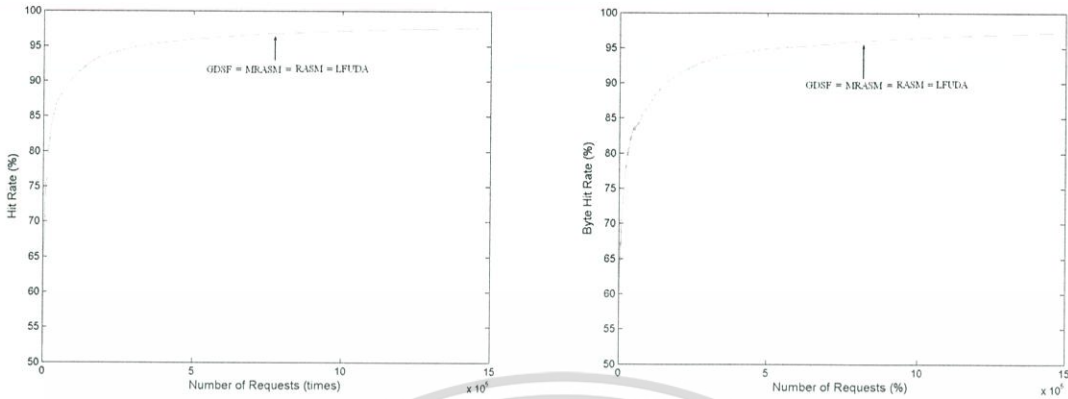 100
95
90
85
80
75
70
65
60
55
50
Hit Rate (%)
GDSF = MRASM = RASM = LFUDA
0 5 10 15
Number of Requests (times)
x 10⁵
100
95
90
85
80
75
70
65
60
55
50
Byte Hit Rate (%)
GDSF = MRASM = RASM = LFUDA
0 5 10 15
Number of Requests (%)
x 10⁵